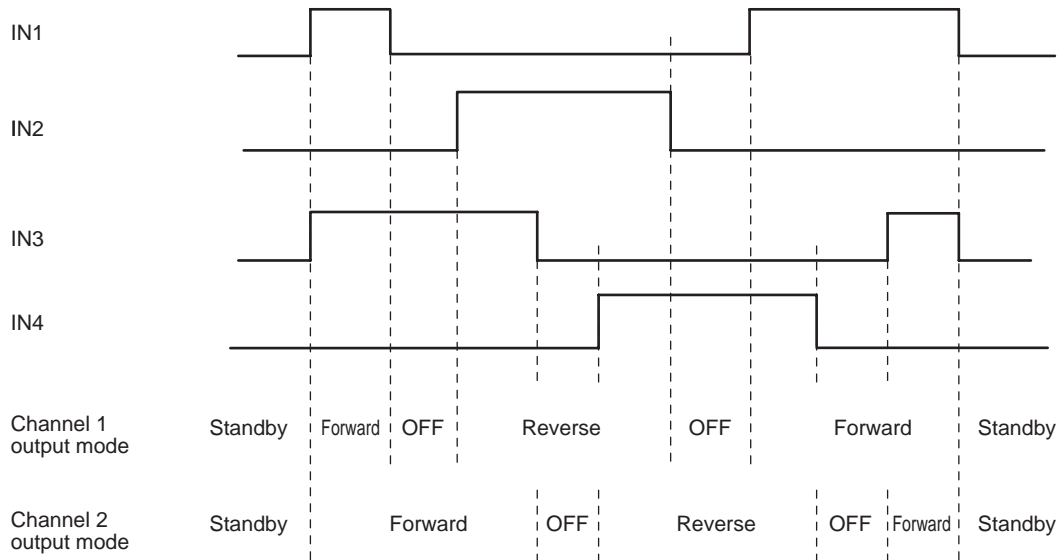 IN1
IN2
IN3
IN4
Channel 1
output mode
Standby Forward OFF Reverse OFF Forward Standby
Channel 2
output mode
Standby Forward OFF Reverse OFF Forward Standby